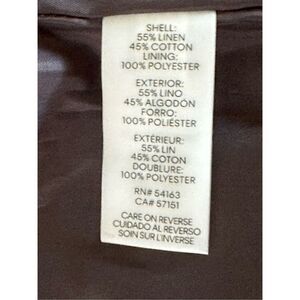 SHELL:
55% LINEN
45% COTTON
LINING:
100% POLYESTER
EXTERIOR:
55% LINO
45% ALGODÓN
FORRO:
100% POLIÉSTER
EXTÉRIEUR:
55% LIN
45% COTON
DOUBLURE:
100% POLYESTER
RN# 54163
CA# 57151
CARE ON REVERSE
CUIDADO AL REVERSO
SOIN SUR L'INVERSE